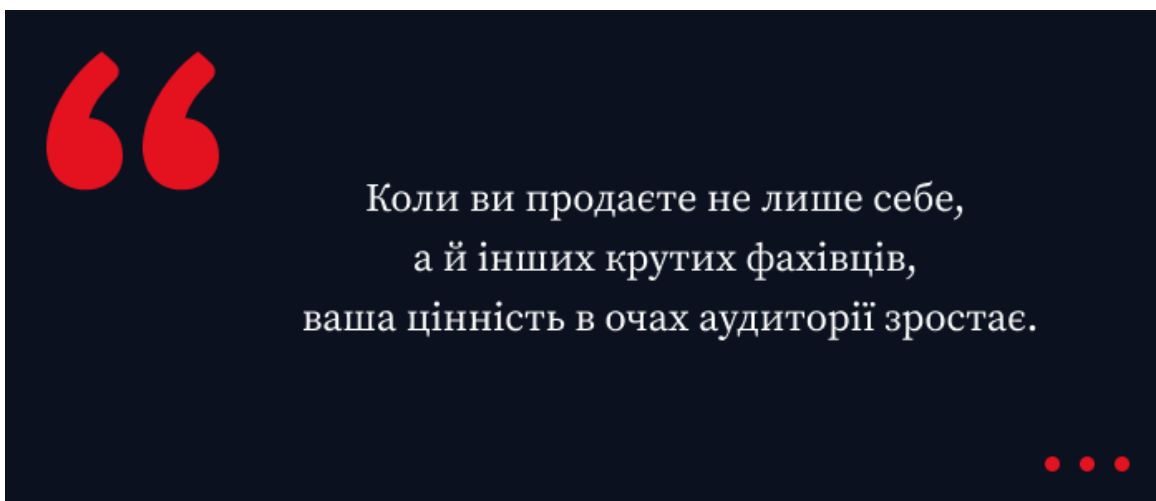 Коли ви продаєте не лише себе,
а й інших крутих фахівців,
ваша цінність в очах аудиторії зростає.